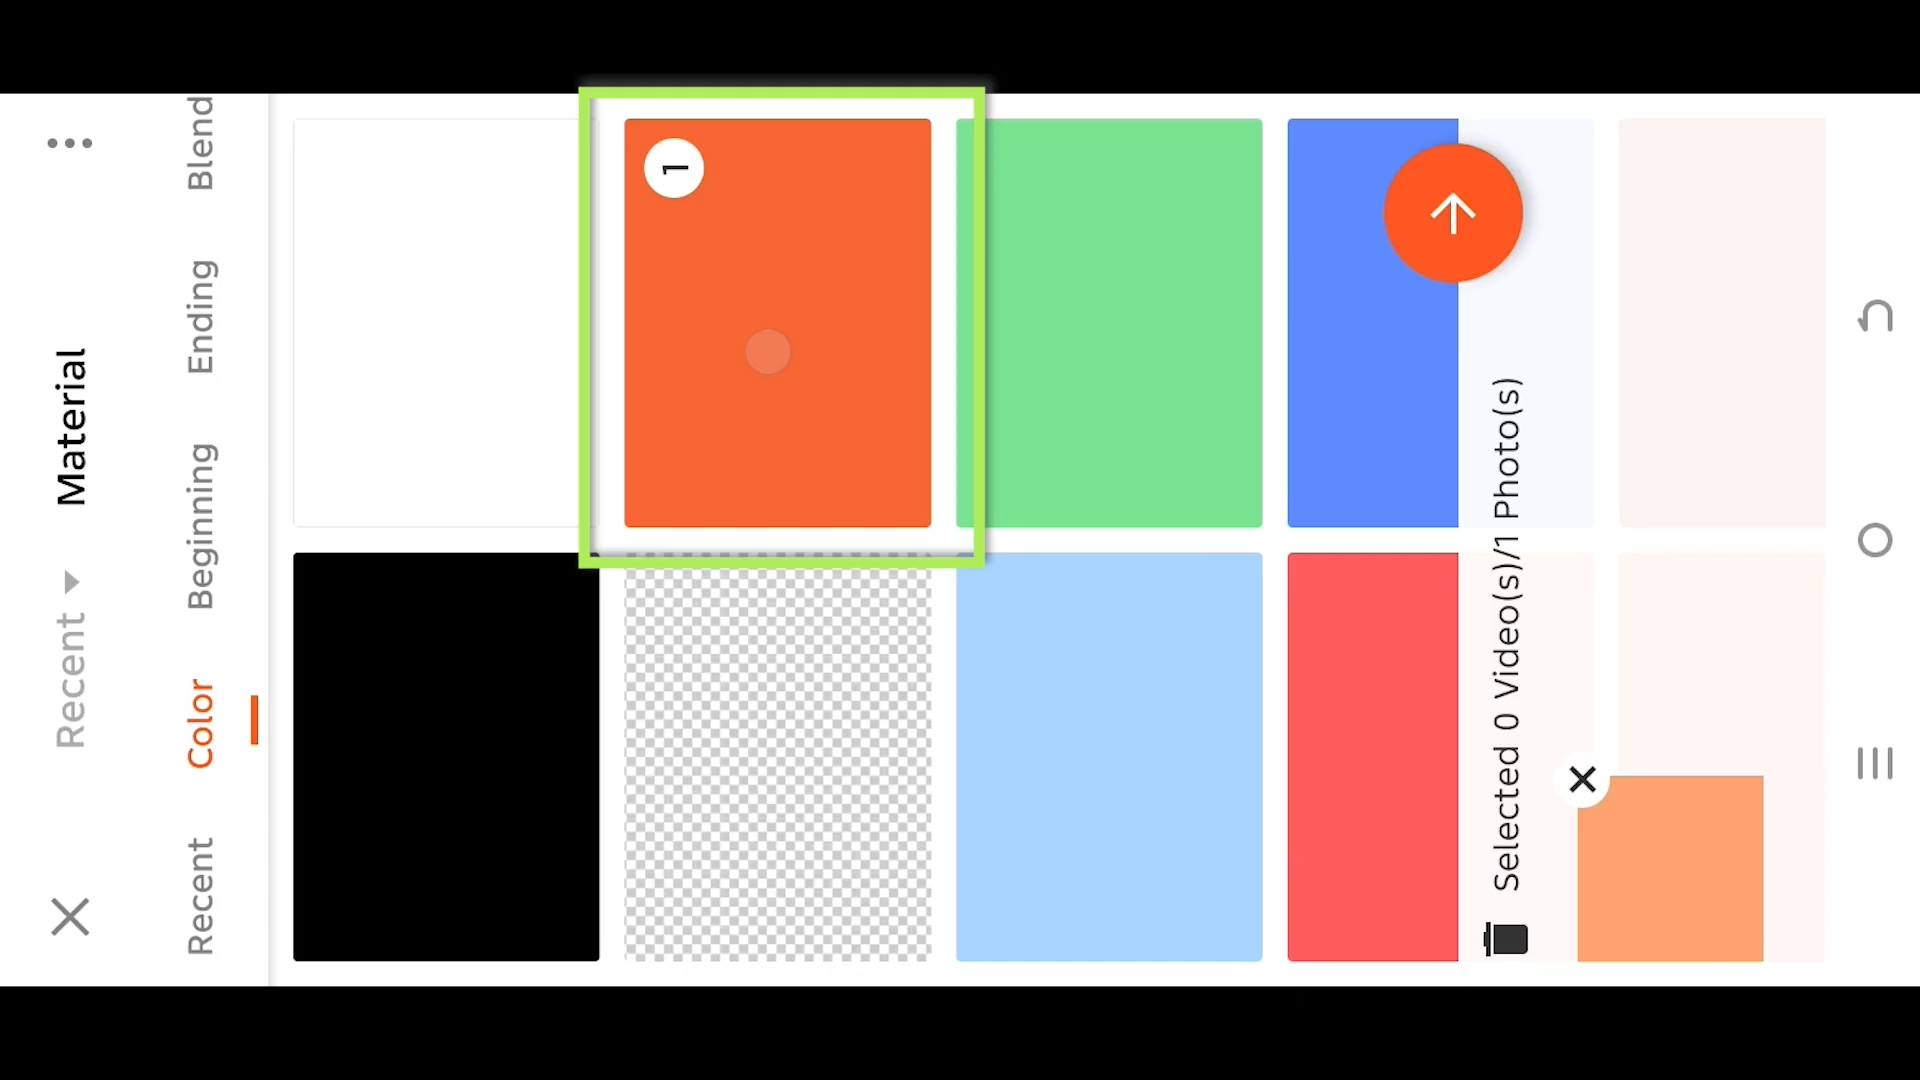 Recent ▼ Material
Recent Color Beginning Ending Blend
1
Selected 0 Video(s)/1 Photo(s)